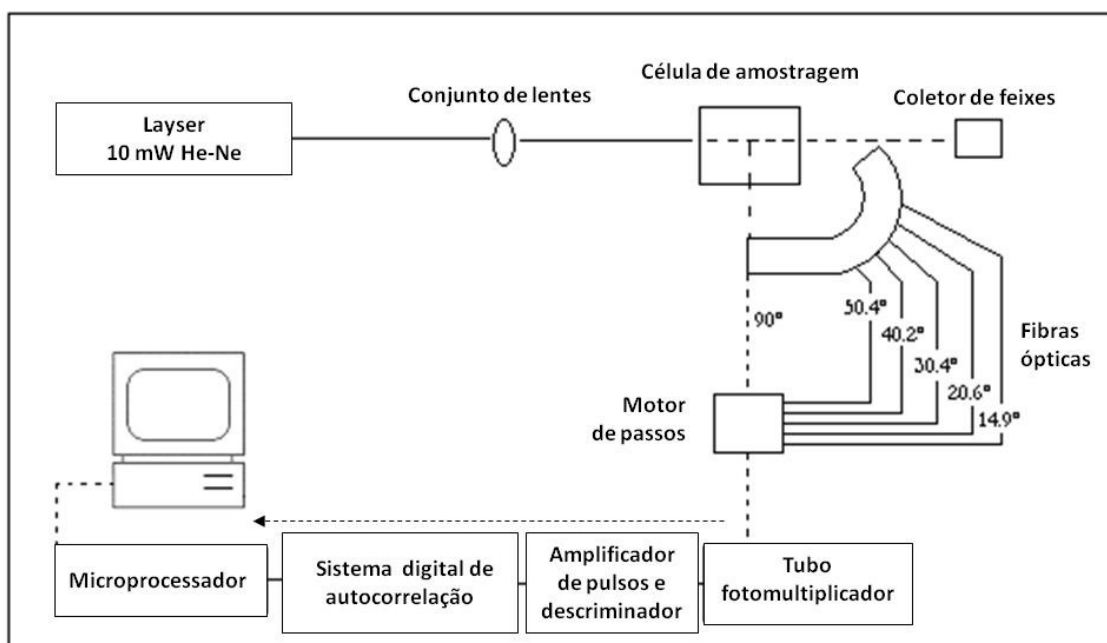 Layser
10 mW He-Ne
Conjunto de lentes
Célula de amostragem
Coletor de feixes
90°
50.4°
40.2°
30.4°
20.6°
14.9°
Fibras
ópticas
Motor
de passos
Microprocessador
Sistema digital de
autocorrelação
Amplificador
de pulsos e
descriminador
Tubo
fotomultiplicador